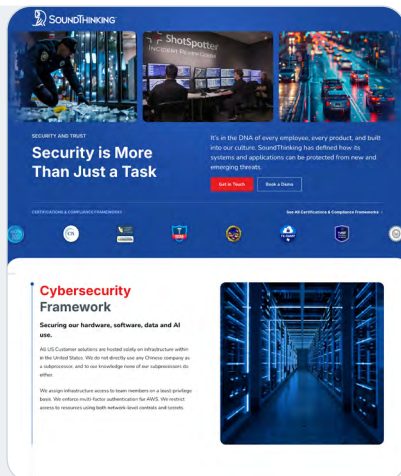 SOUNDTHINKING
ShotSpotter
INCIDENT REVIEW CENTER
SECURITY AND TRUST
Security is More
Than Just a Task
It's in the DNA of every employee, every product, and built
into our culture. SoundThinking has defined how its
systems and applications can be protected from new and
emerging threats.
Get in Touch
Book a Demo
CERTIFICATIONS & COMPLIANCE FRAMEWORKS
See All Certifications & Compliance Frameworks
CJIS
Cybersecurity
Framework
Securing our hardware, software, data and AI
use.
All US Customer solutions are hosted solely on infrastructure within
in the United States. We do not directly use any Chinese company as
a subprocessor, and to our knowledge none of our subprocessors do
either.
We assign infrastructure access to team members on a least-privilege
basis. We enforce multi-factor authentication for AWS. We restrict
access to resources using both network-level controls and secrets.